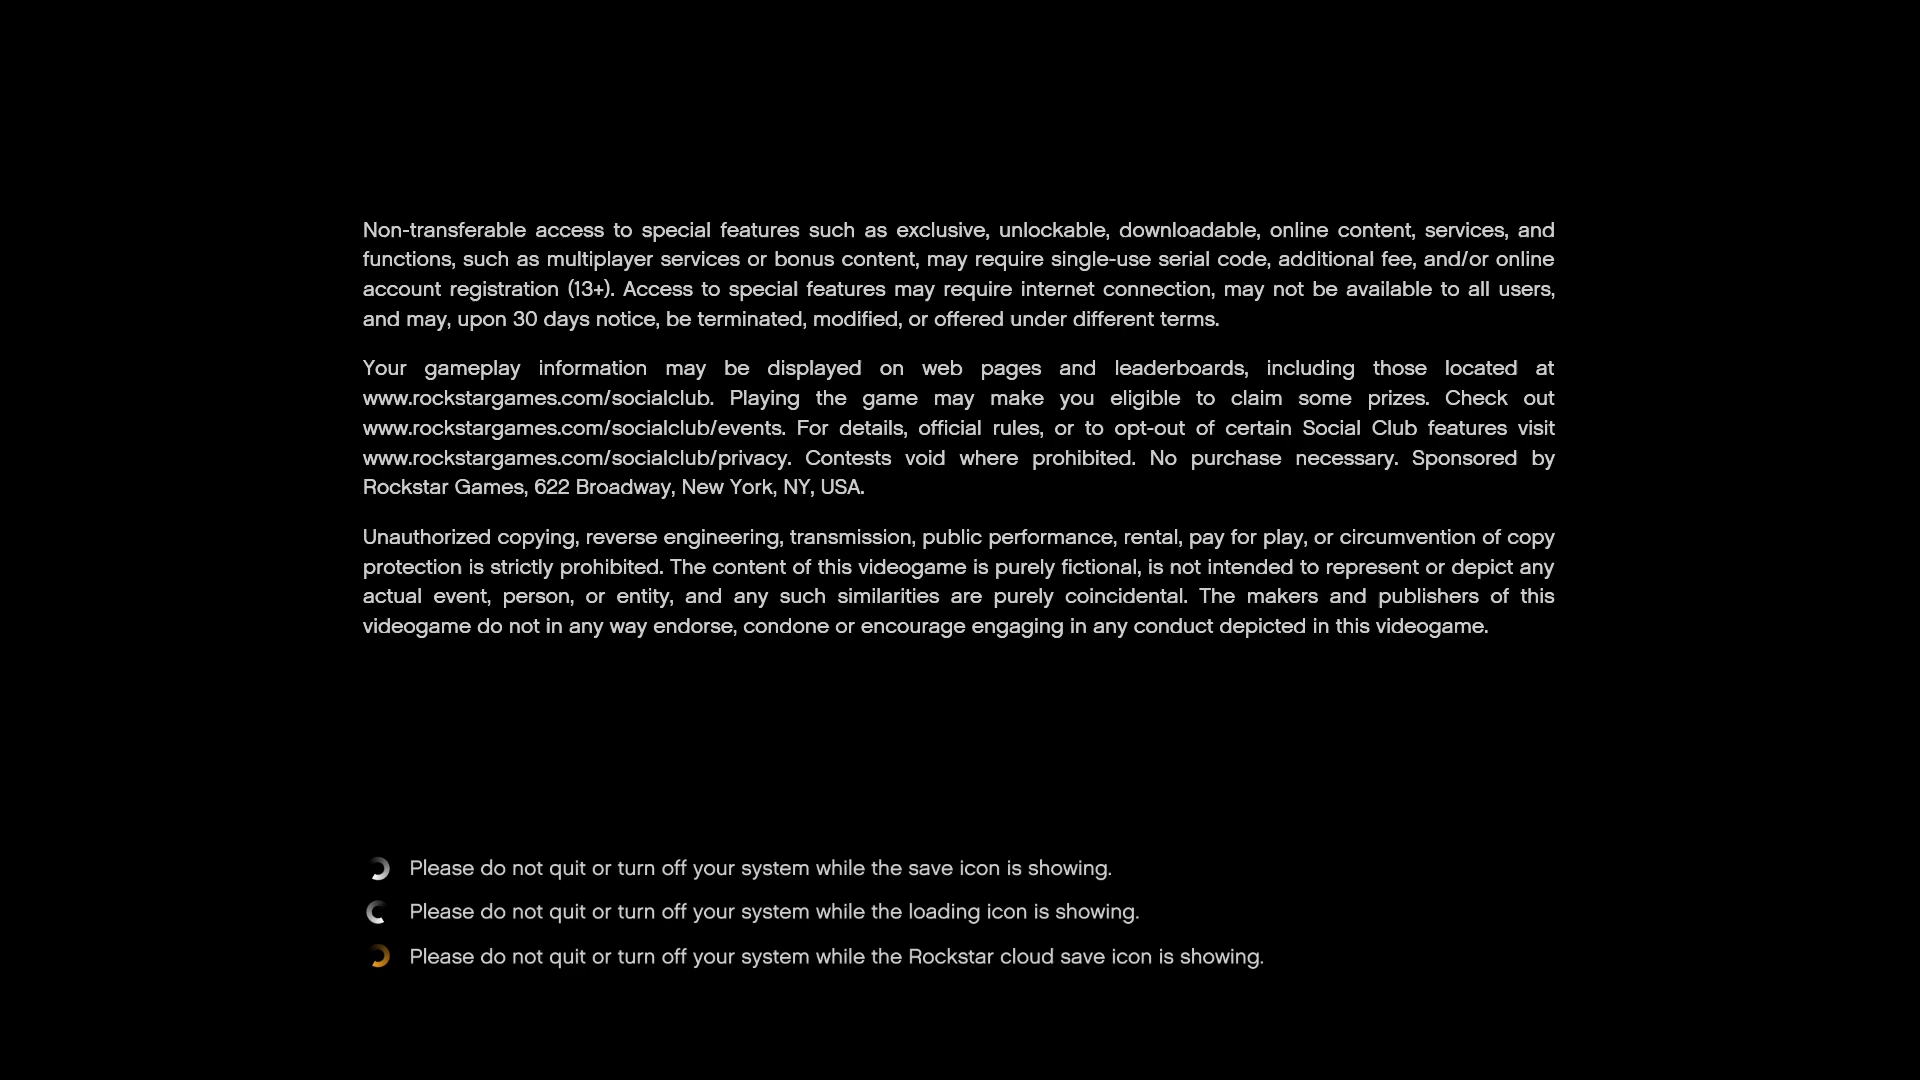 Non-transferable access to special features such as exclusive, unlockable, downloadable, online content, services, and
functions, such as multiplayer services or bonus content, may require single-use serial code, additional fee, and/or online
account registration (13+). Access to special features may require internet connection, may not be available to all users,
and may, upon 30 days notice, be terminated, modified, or offered under different terms.
Your gameplay information may be displayed on web pages and leaderboards, including those located at
www.rockstargames.com/socialclub. Playing the game may make you eligible to claim some prizes. Check out
www.rockstargames.com/socialclub/events. For details, official rules, or to opt-out of certain Social Club features visit
www.rockstargames.com/socialclub/privacy. Contests void where prohibited. No purchase necessary. Sponsored by
Rockstar Games, 622 Broadway, New York, NY, USA.
Unauthorized copying, reverse engineering, transmission, public performance, rental, pay for play, or circumvention of copy
protection is strictly prohibited. The content of this videogame is purely fictional, is not intended to represent or depict any
actual event, person, or entity, and any such similarities are purely coincidental. The makers and publishers of this
videogame do not in any way endorse, condone or encourage engaging in any conduct depicted in this videogame.
Please do not quit or turn off your system while the save icon is showing.
Please do not quit or turn off your system while the loading icon is showing.
Please do not quit or turn off your system while the Rockstar cloud save icon is showing.